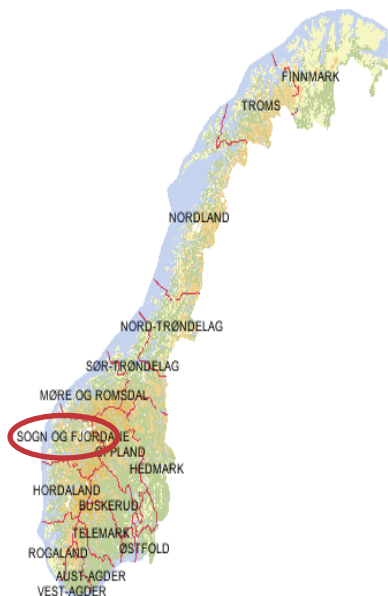 FINNMARK
TROMS
NORDLAND
NORD-TRØNDELAG
SØR-TRØNDELAG
MØRE OG ROMSDAL
SOGN OG FJORDANE
OPPLAND
HEDMARK
HORDALAND
BUSKERUD
TELEMARK
ØSTFOLD
ROGALAND
AUST-AGDER
VEST-AGDER